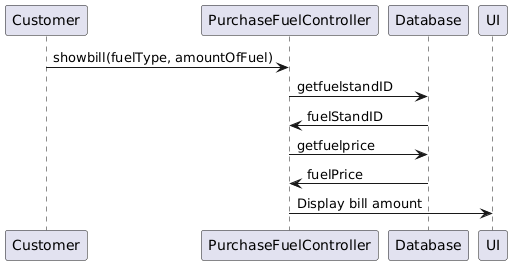 Customer PurchaseFuelController Database UI
showbill(fuelType, amountOfFuel)
getfuelstandID
fuelStandID
getfuelprice
fuelPrice
Display bill amount
Customer PurchaseFuelController Database UI